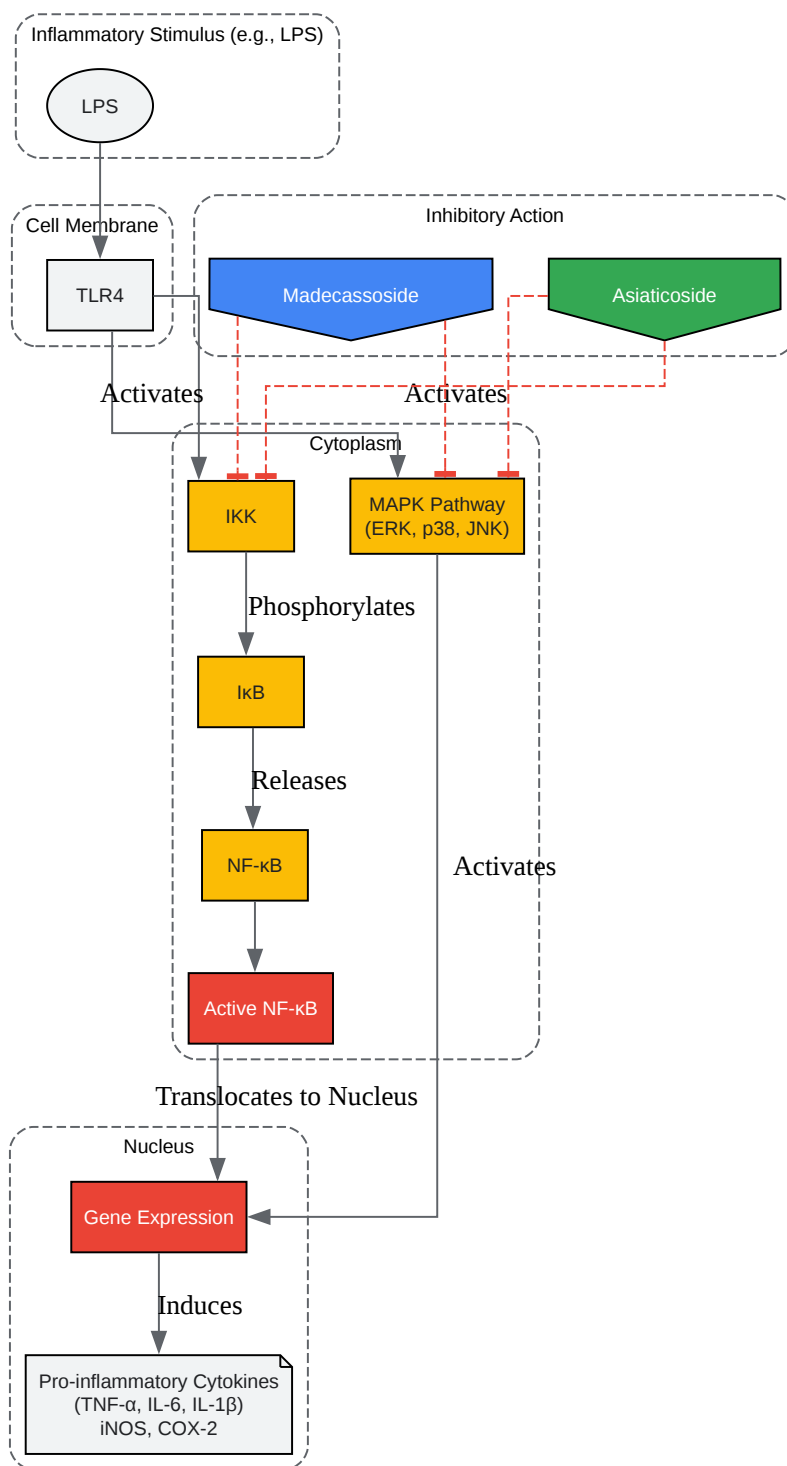 Inflammatory Stimulus (e.g., LPS)
LPS
Cell Membrane
Inhibitory Action
TLR4
Madecassoside
Asiaticoside
Activates
Activates
Cytoplasm
IKK
MAPK Pathway
(ERK, p38, JNK)
Phosphorylates
IκB
Releases
NF-κB
Activates
Active NF-κB
Translocates to Nucleus
Nucleus
Gene Expression
Induces
Pro-inflammatory Cytokines
(TNF-α, IL-6, IL-1β)
iNOS, COX-2